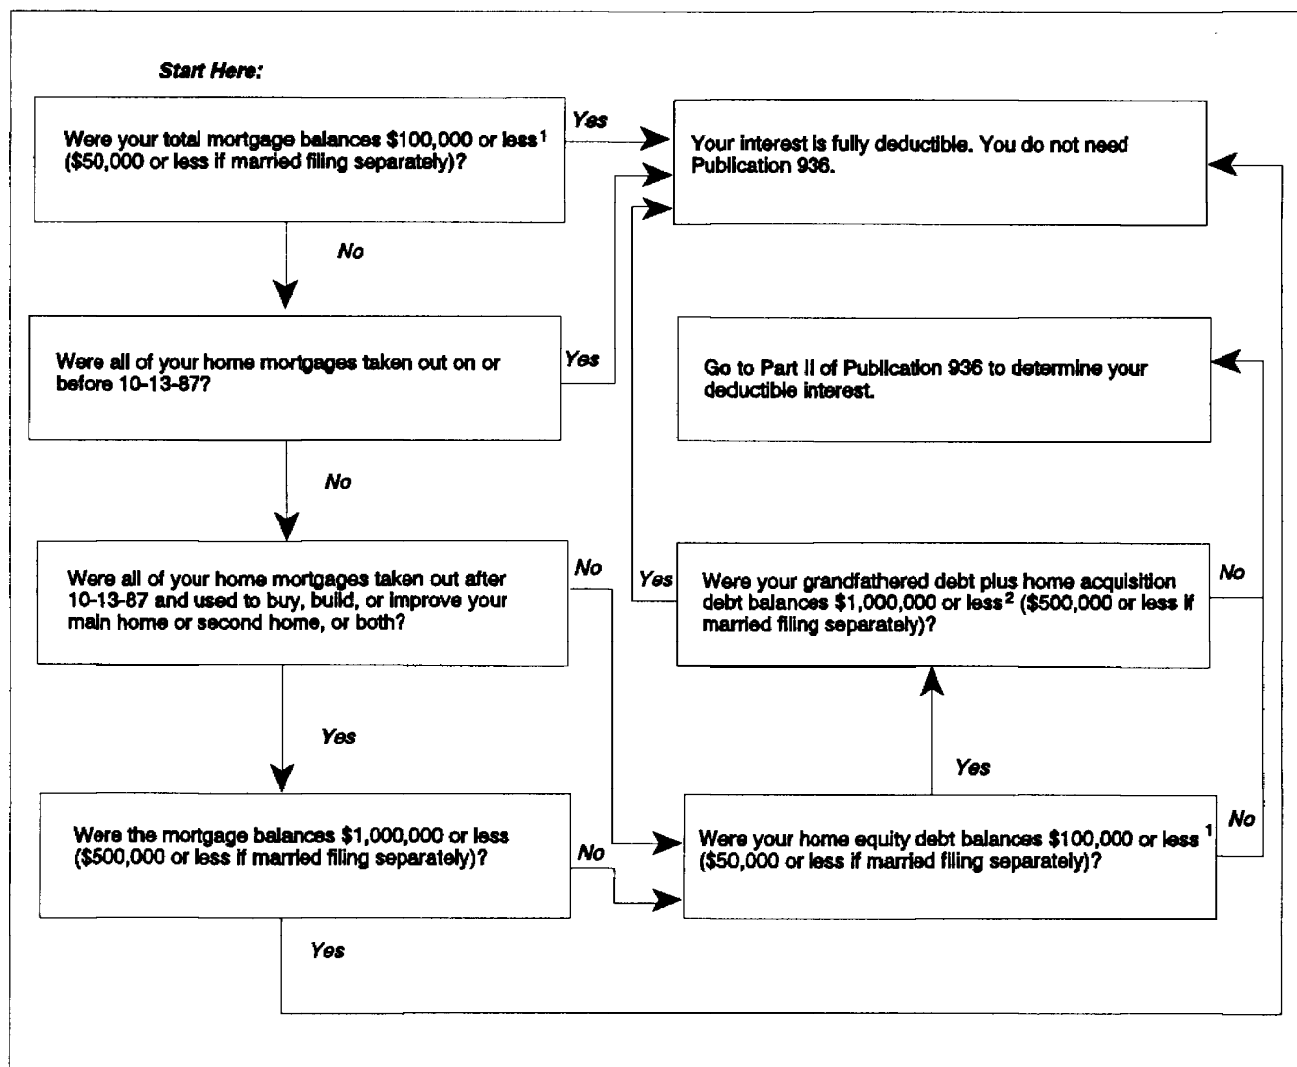 Start Here:
Were your total mortgage balances $100,000 or less 1
($50,000 or less if married filing separately)?
Yes
Your interest is fully deductible. You do not need
Publication 936.
No
Were all of your home mortgages taken out on or
before 10-13-87?
Yes
Go to Part II of Publication 936 to determine your
deductible interest.
No
Were all of your home mortgages taken out after
10-13-87 and used to buy, build, or improve your
main home or second home, or both?
No
Yes
Were your grandfathered debt plus home acquisition
debt balances $1,000,000 or less 2 ($500,000 or less if
married filing separately)?
No
Yes
Yes
Were the mortgage balances $1,000,000 or less
($500,000 or less if married filing separately)?
No
Were your home equity debt balances $100,000 or less 1
($50,000 or less if married filing separately)?
No
Yes